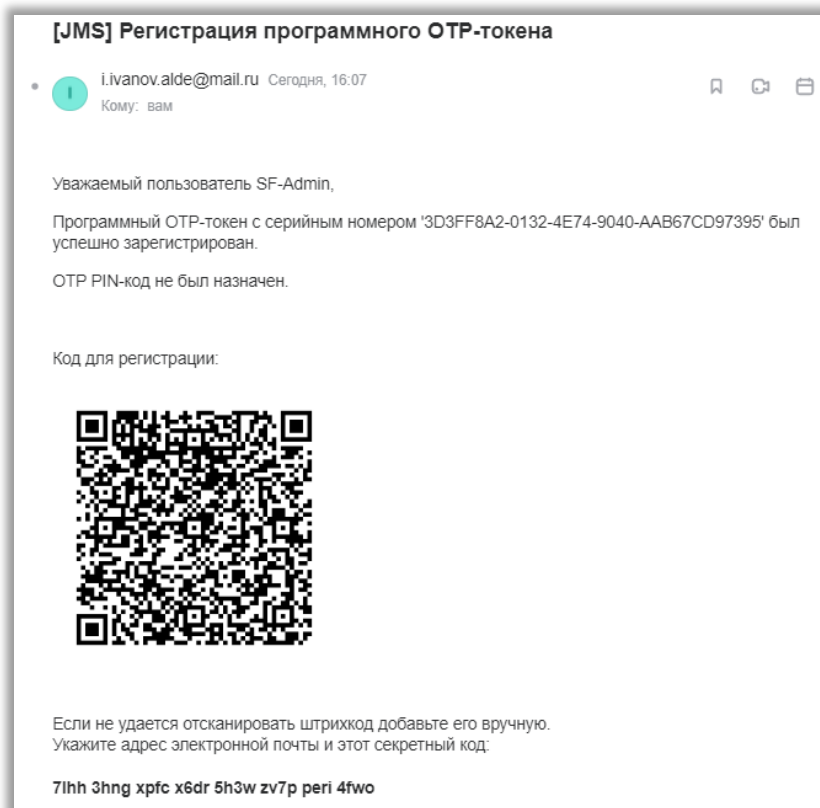 [JMS] Регистрация программного OTP-токена
I
i.ivanov.alde@mail.ru Сегодня, 16:07
Кому: вам
Уважаемый пользователь SF-Admin,
Программный OTP-токен с серийным номером '3D3FF8A2-0132-4E74-9040-AAB67CD97395' был
успешно зарегистрирован.
OTP PIN-код не был назначен.
Код для регистрации:
Если не удается отсканировать штрихкод добавьте его вручную.
Укажите адрес электронной почты и этот секретный код:
7lhh 3hng xpfc x6dr 5h3w zv7p peri 4fwo